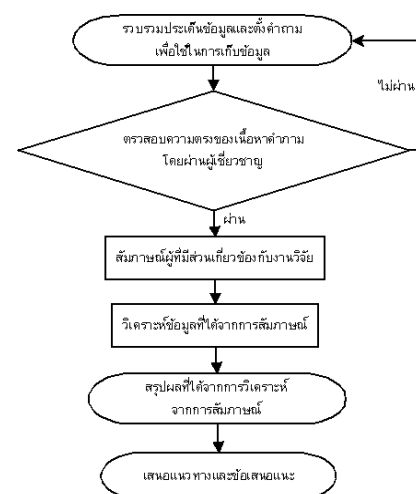 รวบรวมประเด็นข้อมูลและตั้งคำถาม
เพื่อใช้ในการเก็บข้อมูล
ไม่ผ่าน
ตรวสอบความตรงของเนื้อหาคำถาม
โดยผ่านผู้เชี่ยวชาญ
ผ่าน
สัมภาษณ์ผู้ที่มีส่วนเกี่ยวข้องกับงานวิจัย
วิเคราะห์ข้อมูลที่ได้จากการสัมภาษณ์
สรุปผลที่ได้จากการวิเคราะห์
จากการสัมภาษณ์
เสนอแนวทางและข้อเสนอแนะ